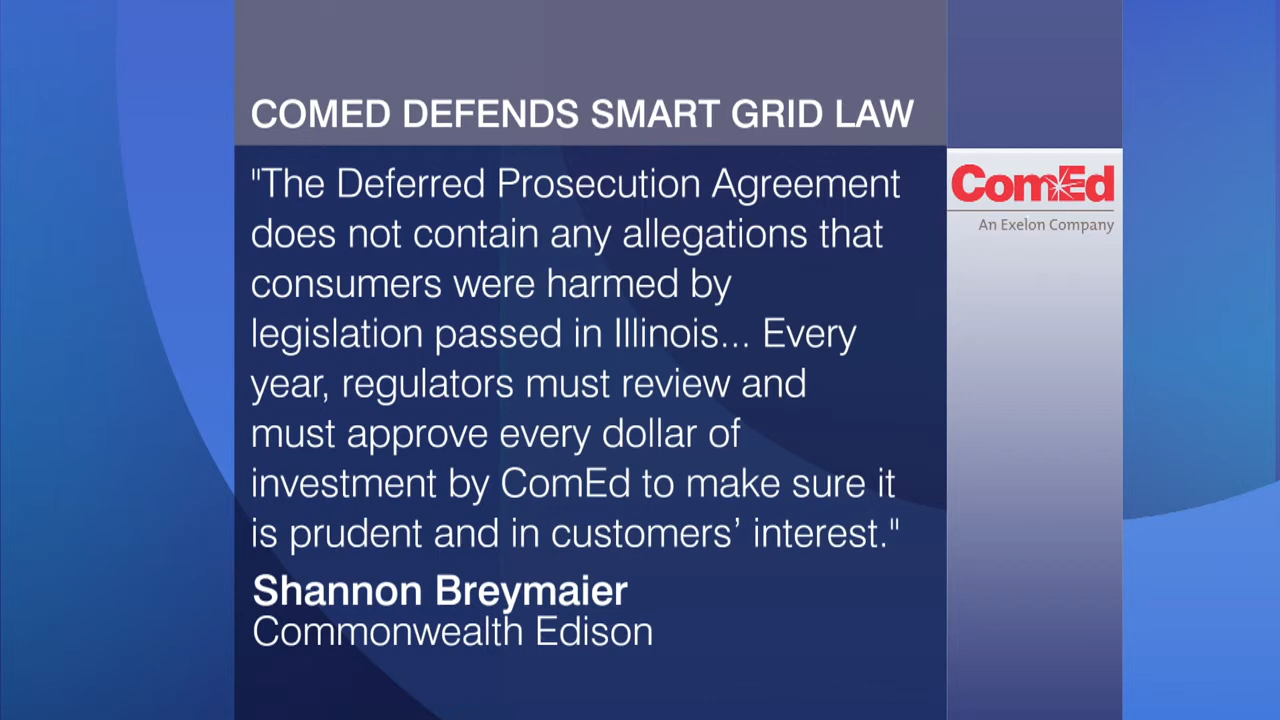 COMED DEFENDS SMART GRID LAW
"The Deferred Prosecution Agreement
does not contain any allegations that
consumers were harmed by
legislation passed in Illinois... Every
year, regulators must review and
must approve every dollar of
investment by ComEd to make sure it
is prudent and in customers’ interest."
Shannon Breymaier
Commonwealth Edison
ComEd
An Exelon Company